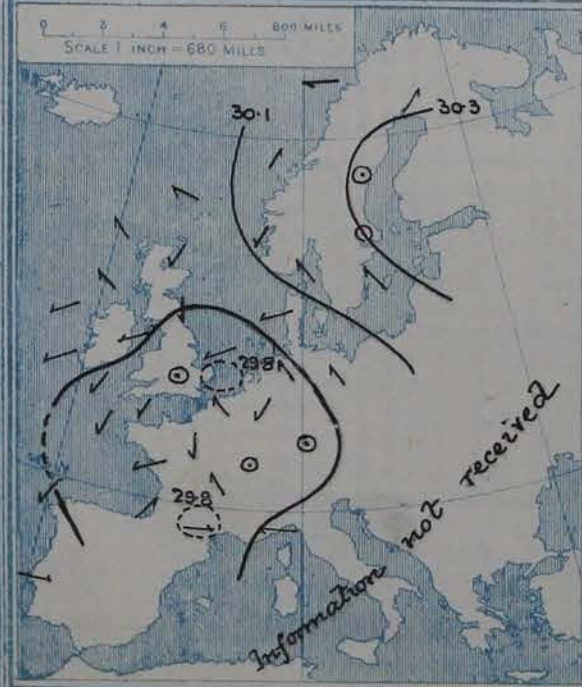 0 2 4 6 800 MILES
SCALE 1 INCH = 680 MILES
30·1
30·3
29·8
29·8
Information not received